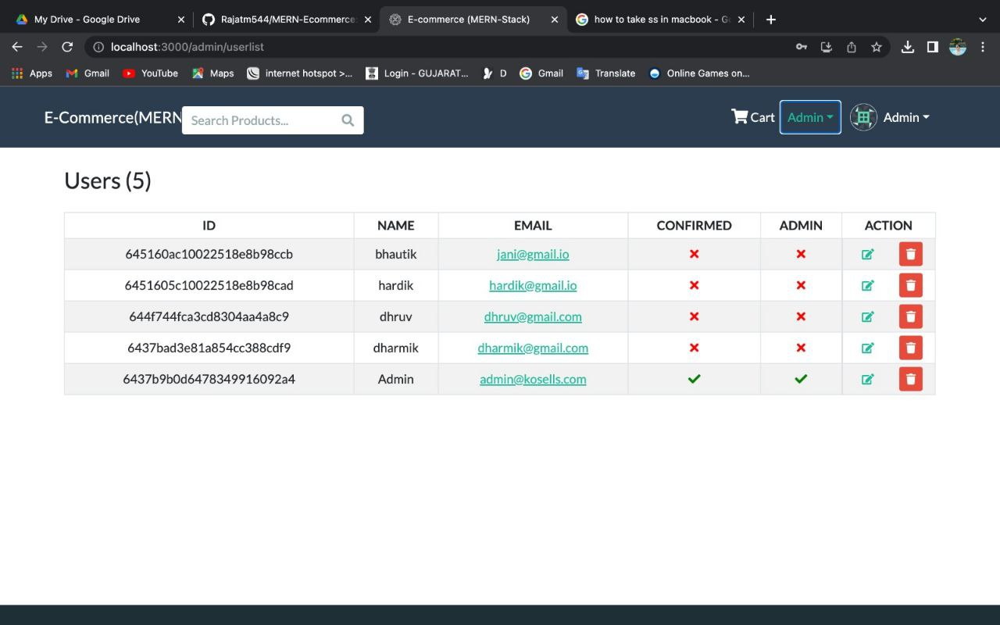 My Drive - Google Drive Rajatm544/MERN-Ecommerce: E-commerce (MERN-Stack) how to take ss in macbook - Go
localhost:3000/admin/userlist
Apps Gmail YouTube Maps internet hotspot >... Login - GUJARAT... D Gmail Translate Online Games on...
E-Commerce(MERN Search Products... Cart Admin Admin
Users (5)
ID NAME EMAIL CONFIRMED ADMIN ACTION
645160ac10022518e8b98ccb bhautik jani@gmail.io
6451605c10022518e8b98cad hardik hardik@gmail.io
644f744fca3cd8304aa4a8c9 dhruv dhruv@gmail.com
6437bad3e81a854cc388cdf9 dharmik dharmik@gmail.com
6437b9b0d6478349916092a4 Admin admin@kosells.com